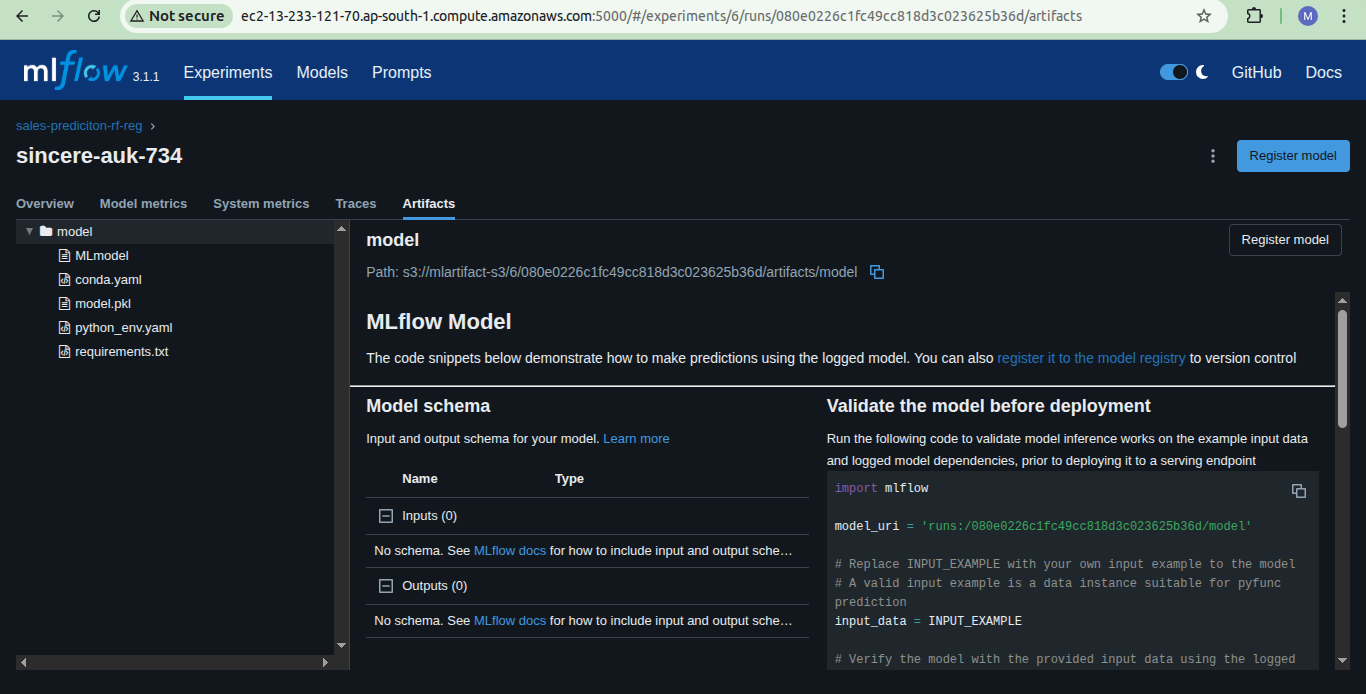 Not secure ec2-13-233-121-70.ap-south-1.compute.amazonaws.com:5000/#/experiments/6/runs/080e0226c1fc49cc818d3c023625b36d/artifacts
M
mlflow 3.1.1 Experiments Models Prompts GitHub Docs
sales-prediciton-rf-reg
sincere-auk-734
Register model
Overview Model metrics System metrics Traces Artifacts
model
MLmodel
conda.yaml
model.pkl
python_env.yaml
requirements.txt
model
Register model
Path: s3://mlartifact-s3/6/080e0226c1fc49cc818d3c023625b36d/artifacts/model
MLflow Model
The code snippets below demonstrate how to make predictions using the logged model. You can also register it to the model registry to version control
Model schema
Input and output schema for your model. Learn more
Name Type
Inputs (0)
No schema. See MLflow docs for how to include input and output sche…
Outputs (0)
No schema. See MLflow docs for how to include input and output sche…
Validate the model before deployment
Run the following code to validate model inference works on the example input data
and logged model dependencies, prior to deploying it to a serving endpoint
import mlflow
model_uri = 'runs:/080e0226c1fc49cc818d3c023625b36d/model'
# Replace INPUT_EXAMPLE with your own input example to the model
# A valid input example is a data instance suitable for pyfunc
prediction
input_data = INPUT_EXAMPLE
# Verify the model with the provided input data using the logged